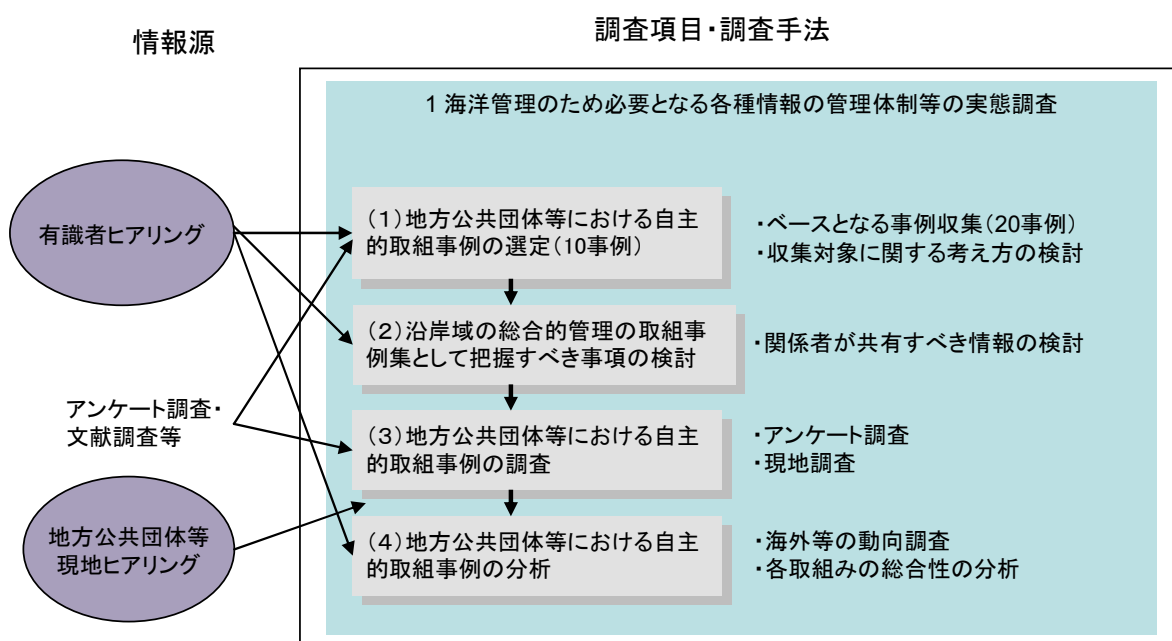 情報源
調査項目・調査手法
1 海洋管理のため必要となる各種情報の管理体制等の実態調査
有識者ヒアリング
(1)地方公共団体等における自主
的取組事例の選定(10事例)
・ベースとなる事例収集(20事例)
・収集対象に関する考え方の検討
(2)沿岸域の総合的管理の取組事
例集として把握すべき事項の検討
・関係者が共有すべき情報の検討
アンケート調査・
文献調査等
(3)地方公共団体等における自主
的取組事例の調査
・アンケート調査
・現地調査
地方公共団体等
現地ヒアリング
(4)地方公共団体等における自主
的取組事例の分析
・海外等の動向調査
・各取組みの総合性の分析